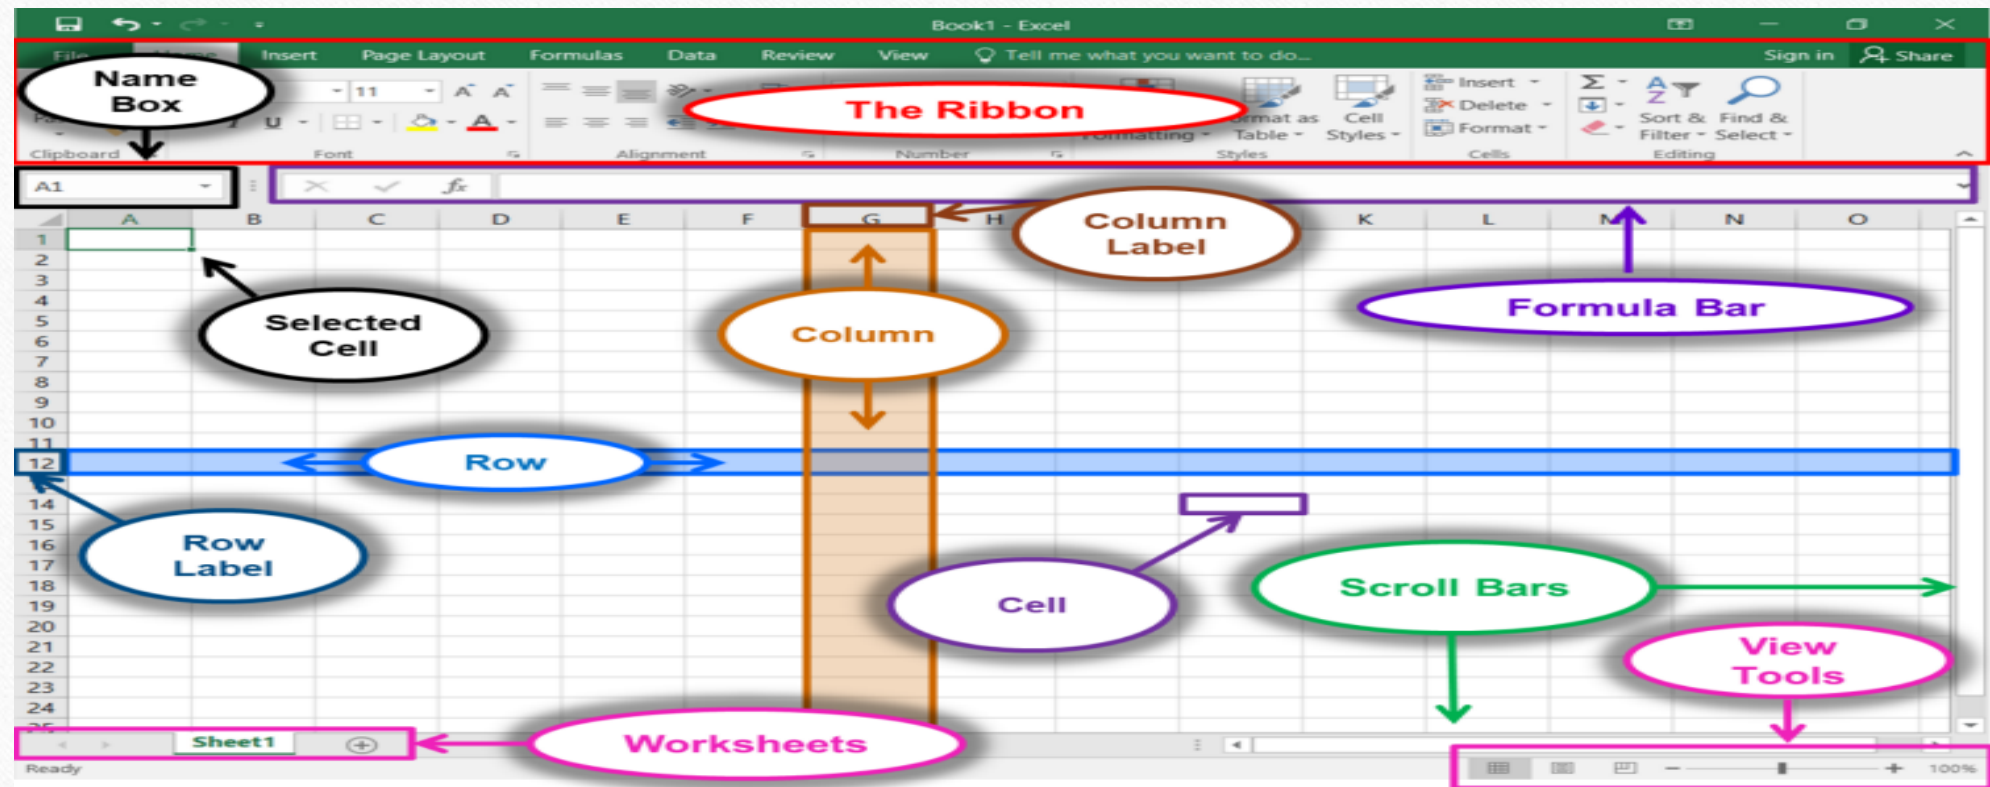 Book1 - Excel
File
Insert Page Layout Formulas Data Review View Tell me what you want to do... Sign in Share
Name
Box
11 A A
U A
The Ribbon
Insert
Delete
Format
Table
Cell
Styles
Sort &
Filter
Find &
Select
Clipboard Font Alignment Number Styles Cells Editing
A1 fx
A B C D E F G H K L M N O
Column
Label
1
2
3
4
5
6
7
8
9
10
11
12
14
15
16
17
18
19
20
21
22
23
24
Formula Bar
Selected
Cell
Column
Row
Row
Label
Cell
Scroll Bars
View
Tools
Sheet1
Worksheets
Ready 100%